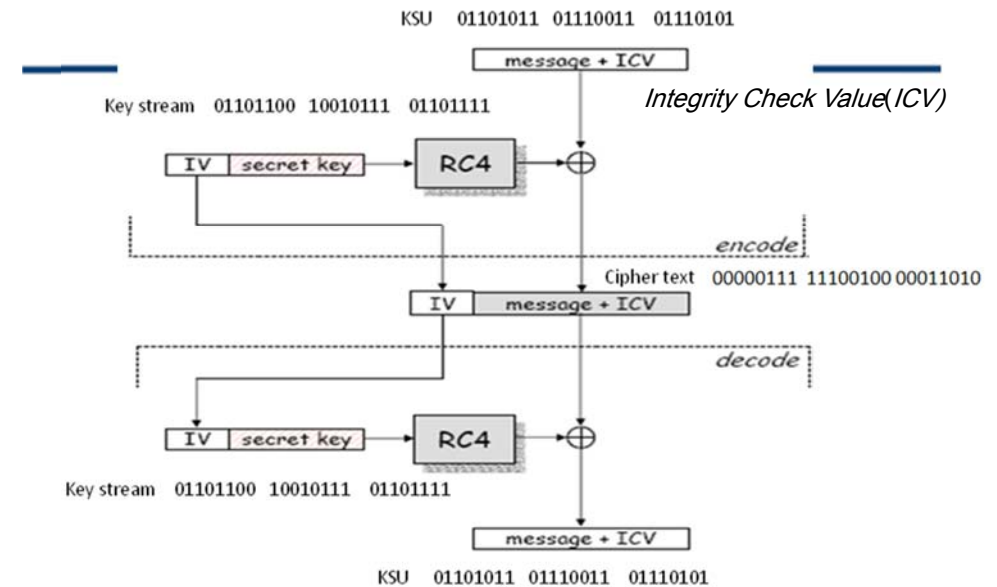 KSU 01101011 01110011 01110101
message + ICV
Integrity Check Value(ICV)
Key stream 01101100 10010111 01101111
IV secret key RC4
encode
Cipher text 00000111 11100100 00011010
IV message + ICV
decode
IV secret key RC4
Key stream 01101100 10010111 01101111
message + ICV
KSU 01101011 01110011 01110101